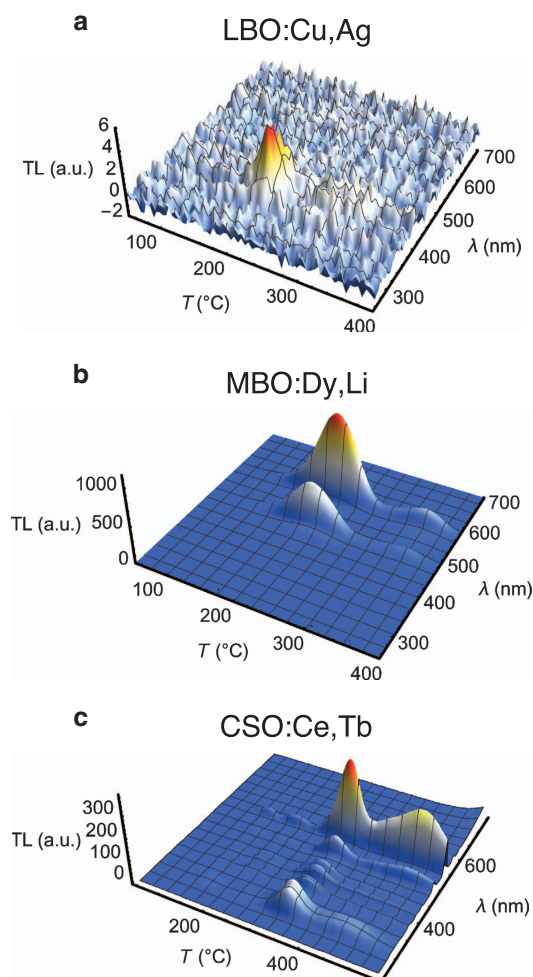 a
LBO:Cu,Ag
6
4
TL (a.u.) 2
0
−2
100
200
T (°C)
300
400
300
400
500
600
700
λ (nm)
b
MBO:Dy,Li
1000
TL (a.u.) 500
0
100
200
T (°C)
300
400
300
400
500
600
700
λ (nm)
c
CSO:Ce,Tb
300
200
TL (a.u.) 100
0
200
T (°C)
400
400
600
λ (nm)